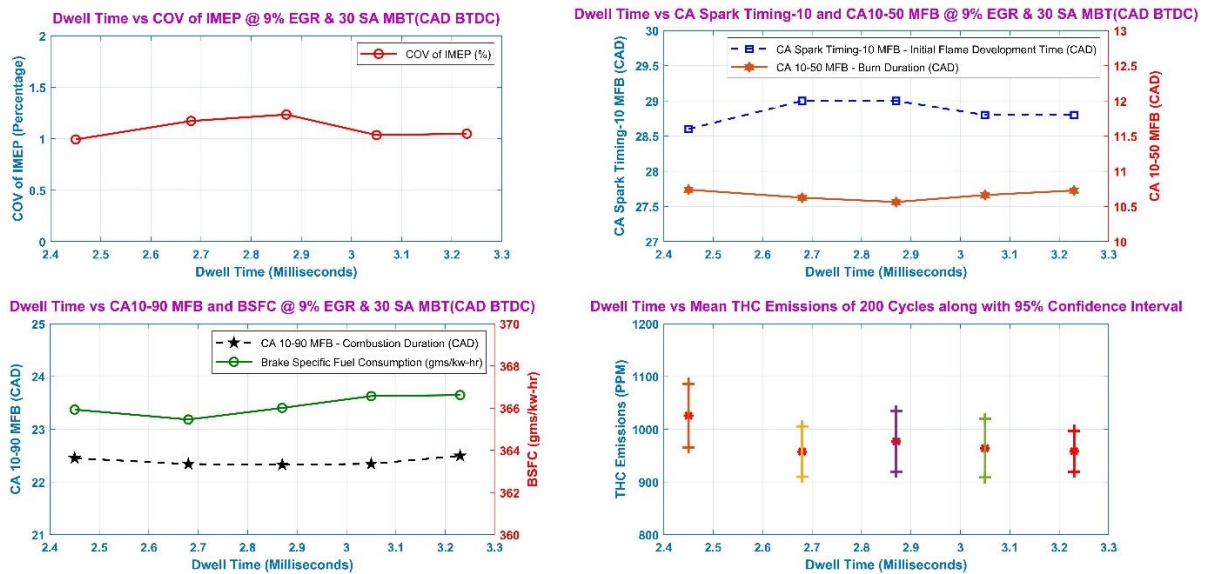 Dwell Time vs COV of IMEP @ 9% EGR & 30 SA MBT(CAD BTDC)
2
1.5
1
0.5
0
COV of IMEP (Percentage)
COV of IMEP (%)
2.4 2.5 2.6 2.7 2.8 2.9 3 3.1 3.2 3.3
Dwell Time (Milliseconds)
Dwell Time vs CA Spark Timing-10 and CA10-50 MFB @ 9% EGR & 30 SA MBT(CAD BTDC)
30
29.5
29
28.5
28
27.5
27
CA Spark Timing-10 MFB (CAD)
CA Spark Timing-10 MFB - Initial Flame Development Time (CAD)
CA 10-50 MFB - Burn Duration (CAD)
13
12.5
12
11.5
11
10.5
10
CA 10-50 MFB (CAD)
2.4 2.5 2.6 2.7 2.8 2.9 3 3.1 3.2 3.3
Dwell Time (Milliseconds)
Dwell Time vs CA10-90 MFB and BSFC @ 9% EGR & 30 SA MBT(CAD BTDC)
25
24
23
22
21
CA 10-90 MFB (CAD)
CA 10-90 MFB - Combustion Duration (CAD)
Brake Specific Fuel Consumption (gms/kw-hr)
370
368
366
364
362
360
BSFC (gms/kw-hr)
2.4 2.5 2.6 2.7 2.8 2.9 3 3.1 3.2 3.3
Dwell Time (Milliseconds)
Dwell Time vs Mean THC Emissions of 200 Cycles along with 95% Confidence Interval
1200
1100
1000
900
800
THC Emissions (PPM)
2.4 2.5 2.6 2.7 2.8 2.9 3 3.1 3.2 3.3
Dwell Time (Milliseconds)